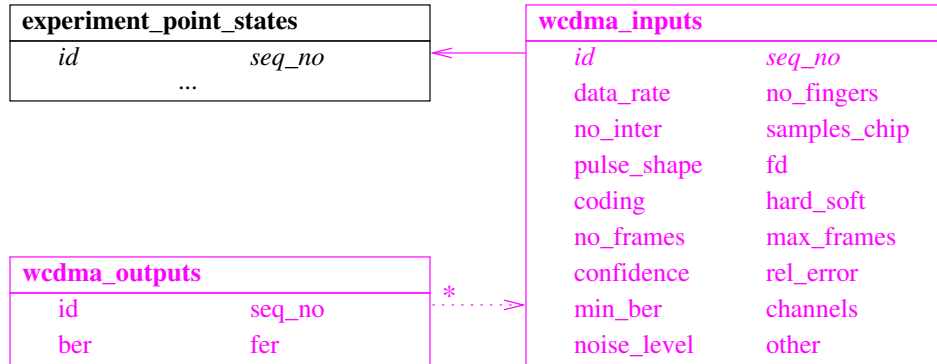 experiment_point_states
id seq_no
...
wcdma_inputs
id seq_no
data_rate no_fingers
no_inter samples_chip
pulse_shape fd
coding hard_soft
no_frames max_frames
confidence rel_error
min_ber channels
noise_level other
wcdma_outputs
id seq_no
ber fer
*